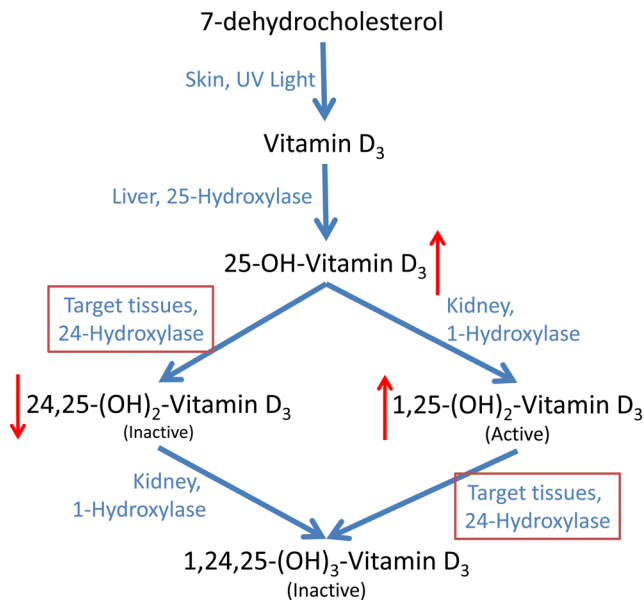 7-dehydrocholesterol
Skin, UV Light
Vitamin D₃
Liver, 25-Hydroxylase
25-OH-Vitamin D₃
Target tissues,
24-Hydroxylase
Kidney,
1-Hydroxylase
24,25-(OH)₂-Vitamin D₃
(Inactive)
1,25-(OH)₂-Vitamin D₃
(Active)
Kidney,
1-Hydroxylase
Target tissues,
24-Hydroxylase
1,24,25-(OH)₃-Vitamin D₃
(Inactive)